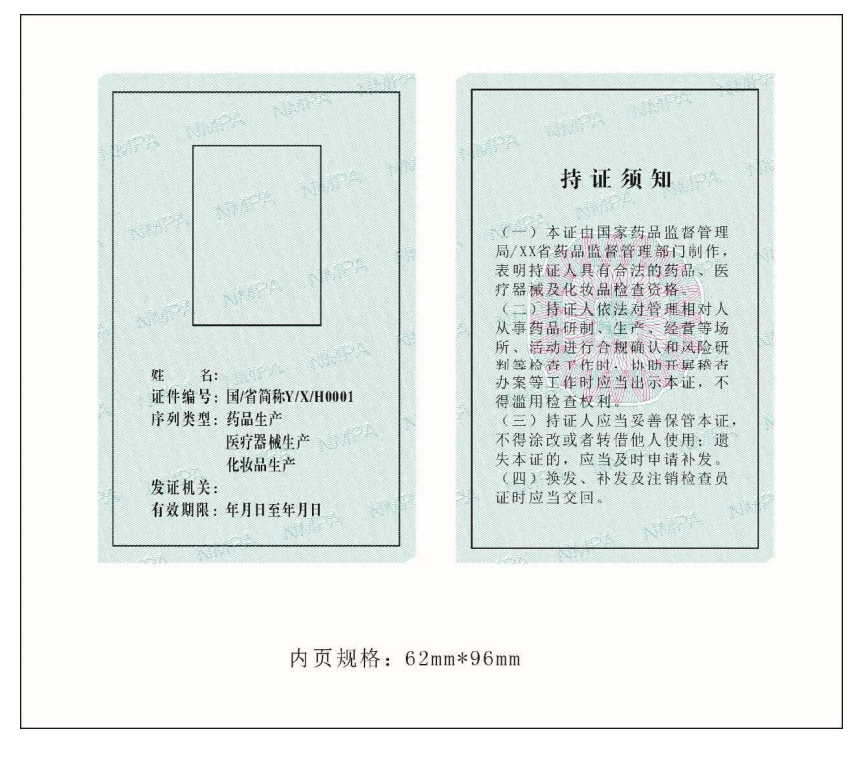 姓　　名：
证件编号：国/省简称Y/X/H0001
序列类型：药品生产
医疗器械生产
化妆品生产
发证机关：
有效期限：年月日至年月日
持证须知
（一）本证由国家药品监督管理
局/XX省药品监督管理部门制作，
表明持证人具有合法的药品、医
疗器械及化妆品检查资格。
（二）持证人依法对管理相对人
从事药品研制、生产、经营等场
所、活动进行合规确认和风险研
判等检查工作时，协助开展稽查
办案等工作时应当出示本证，不
得滥用检查权利。
（三）持证人应当妥善保管本证，
不得涂改或者转借他人使用；遗
失本证的，应当及时申请补发。
（四）换发、补发及注销检查员
证时应当交回。
NMPA
内页规格：62mm*96mm